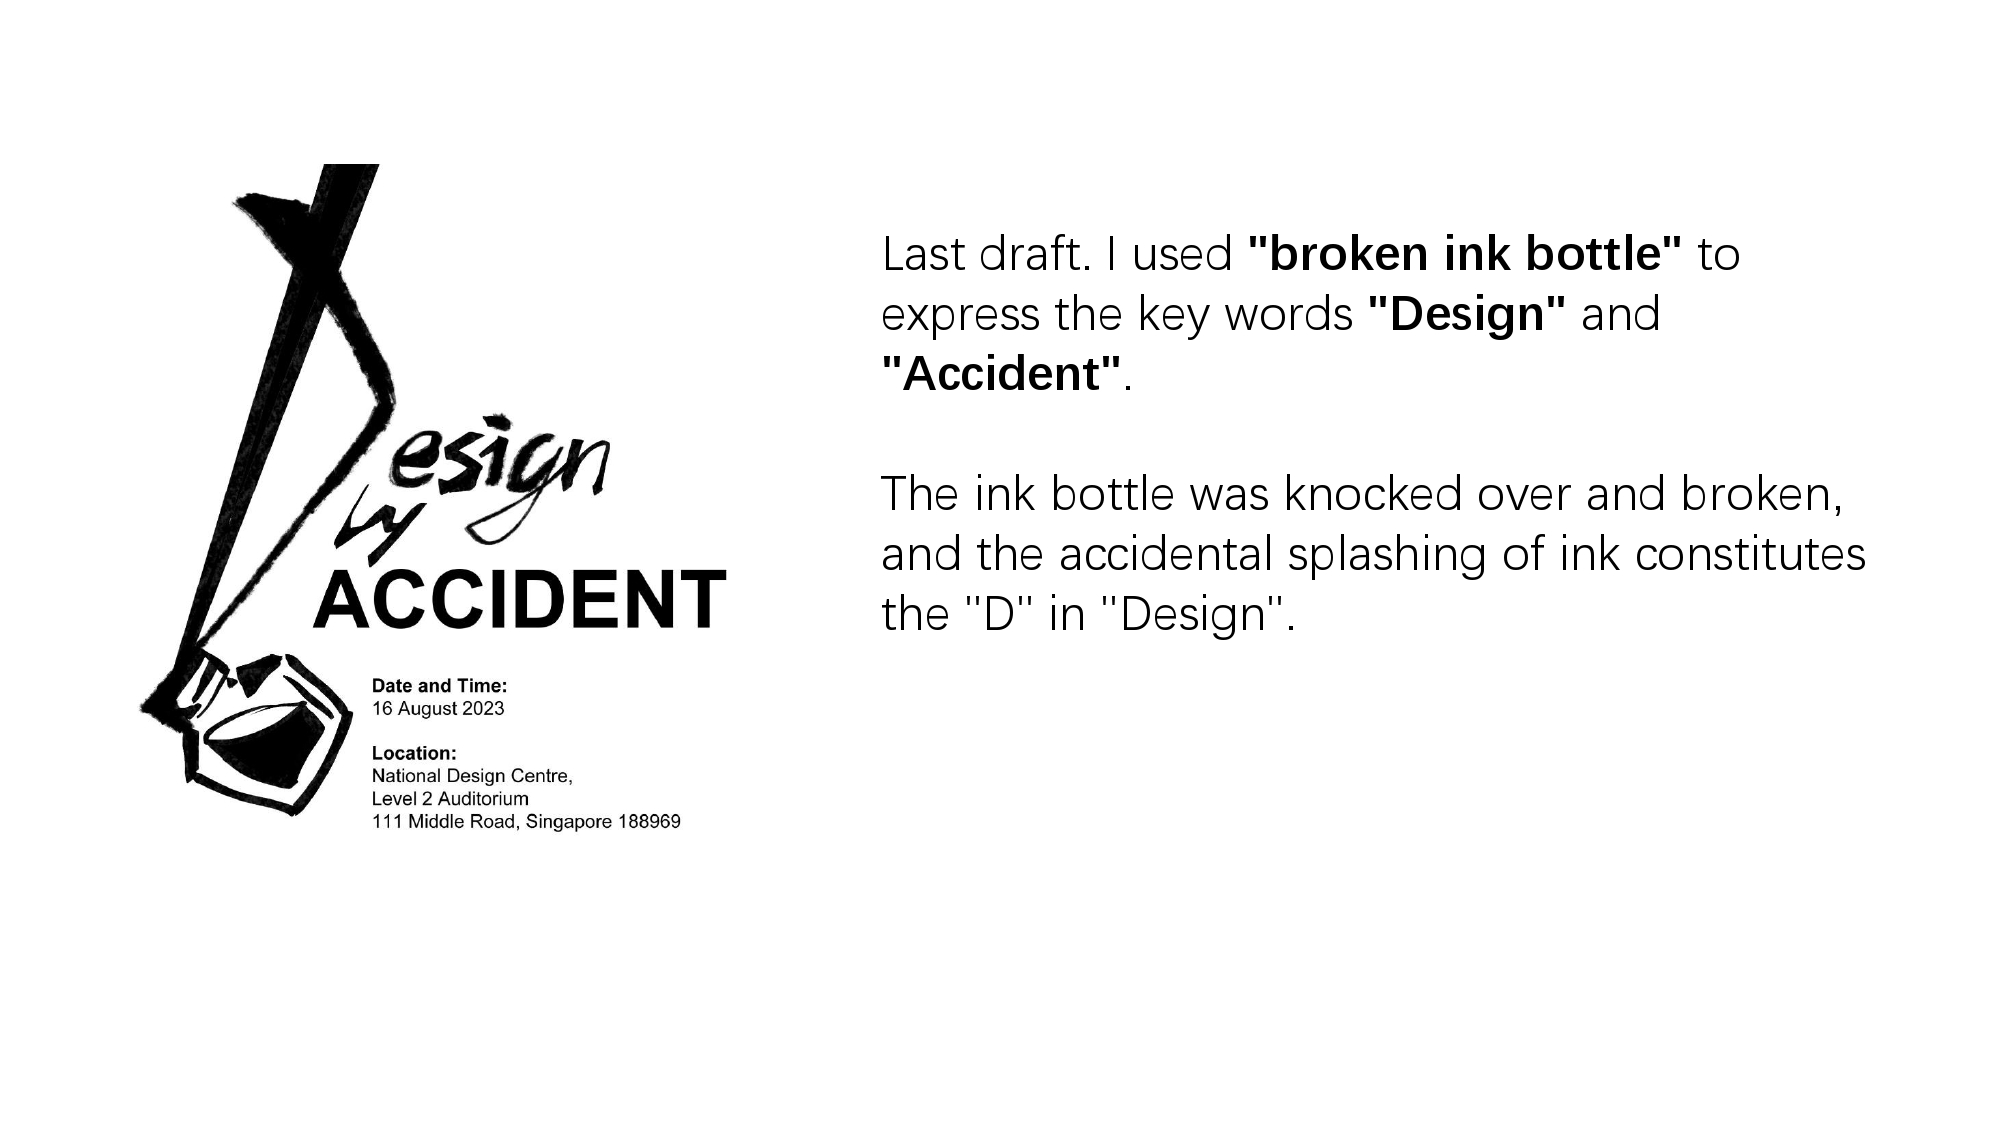 Design
by
ACCIDENT
Date and Time:
16 August 2023
Location:
National Design Centre,
Level 2 Auditorium
111 Middle Road, Singapore 188969
Last draft. I used "broken ink bottle" to
express the key words "Design" and
"Accident".
The ink bottle was knocked over and broken,
and the accidental splashing of ink constitutes
the "D" in "Design".